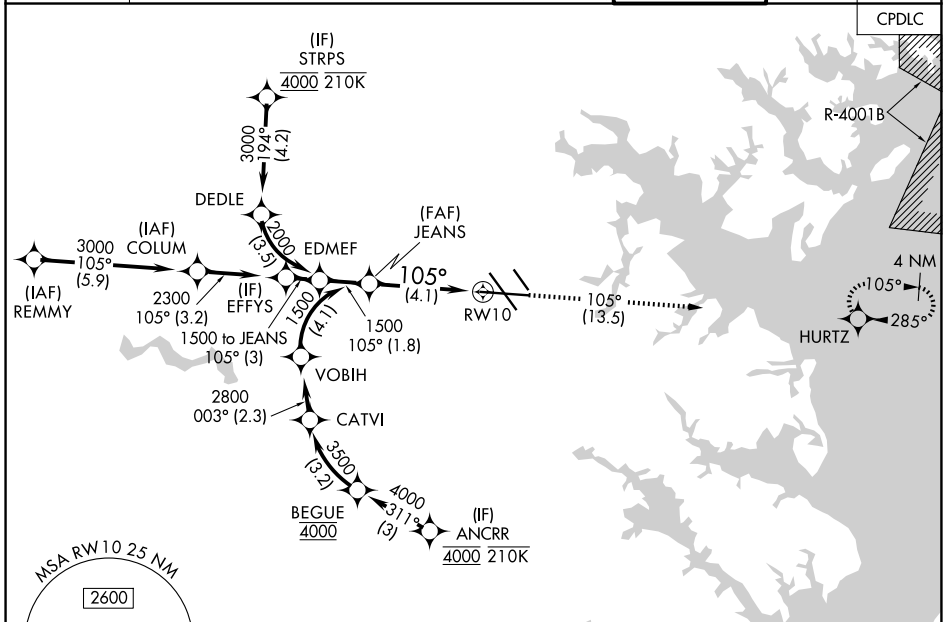 CPDLC
(IF)
STRPS
4000 210K
R-4001B
3000
194°
(4.2)
DEDLE
2000
(3.5)
EDMEF
(FAF)
JEANS
(IAF)
COLUM
3000
105°
(5.9)
(IAF)
REMMY
2300
105° (3.2)
(IF)
EFFYS
1500 to JEANS
105° (3)
1500
(4.1)
1500
105° (1.8)
105°
(4.1)
RW10
105°
(13.5)
4 NM
105°
285°
HURTZ
VOBIH
2800
003° (2.3)
CATVI
3500
(3.2)
BEGUE
4000
4000
311°
(3)
(IF)
ANCRR
4000 210K
MSA RW10 25 NM
2600